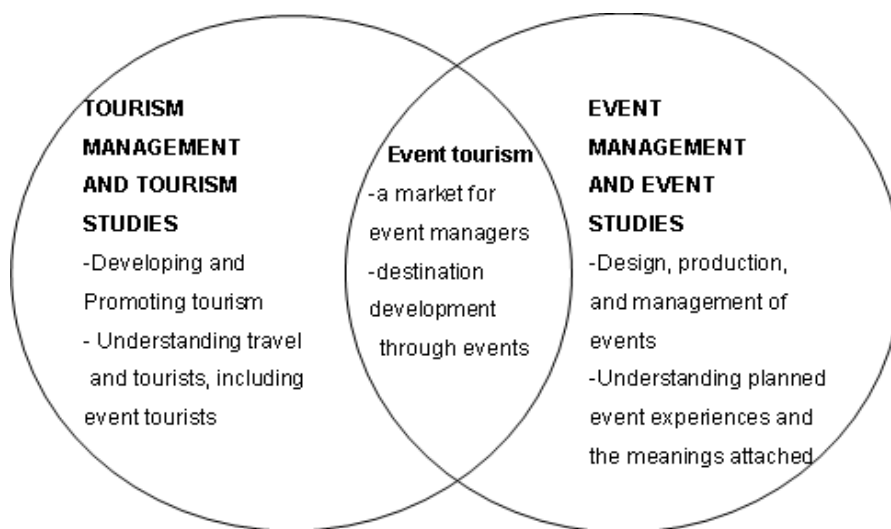 TOURISM
MANAGEMENT
AND TOURISM
STUDIES
-Developing and
Promoting tourism
- Understanding travel
and tourists, including
event tourists
Event tourism
-a market for
event managers
-destination
development
through events
EVENT
MANAGEMENT
AND EVENT
STUDIES
-Design, production,
and management of
events
-Understanding planned
event experiences and
the meanings attached